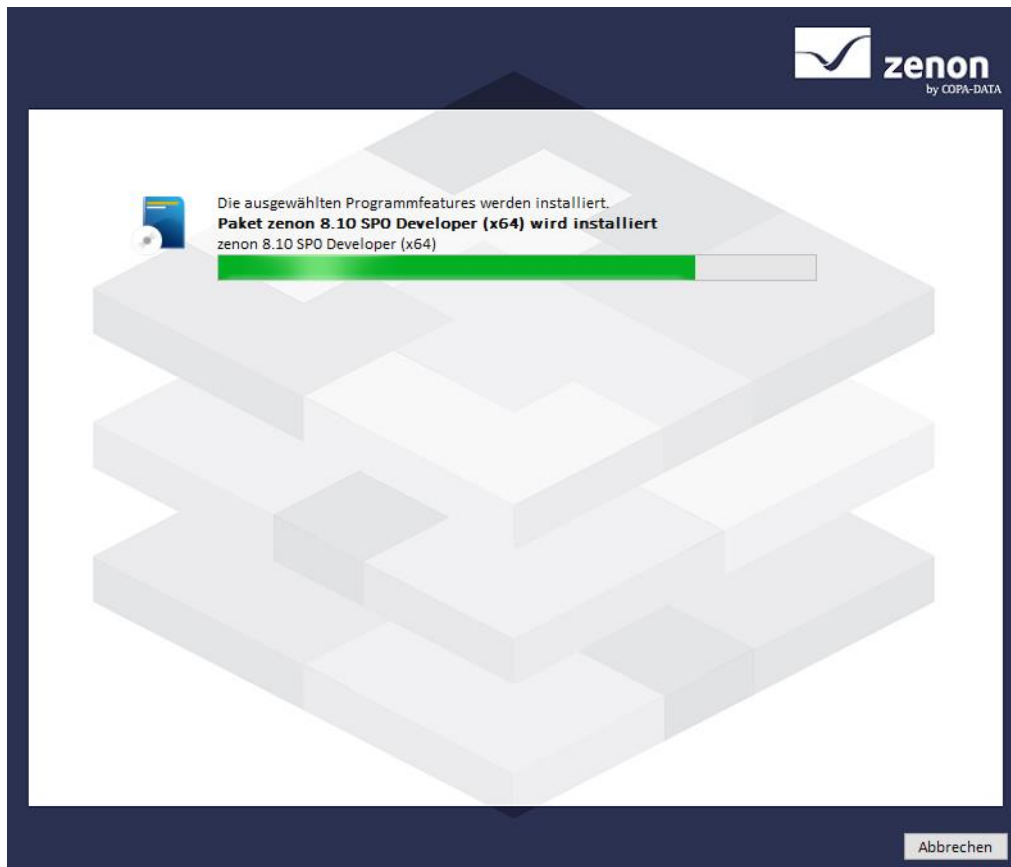 zenon
by COPA-DATA
Die ausgewählten Programmfeatures werden installiert.
Paket zenon 8.10 SP0 Developer (x64) wird installiert
zenon 8.10 SP0 Developer (x64)
Abbrechen